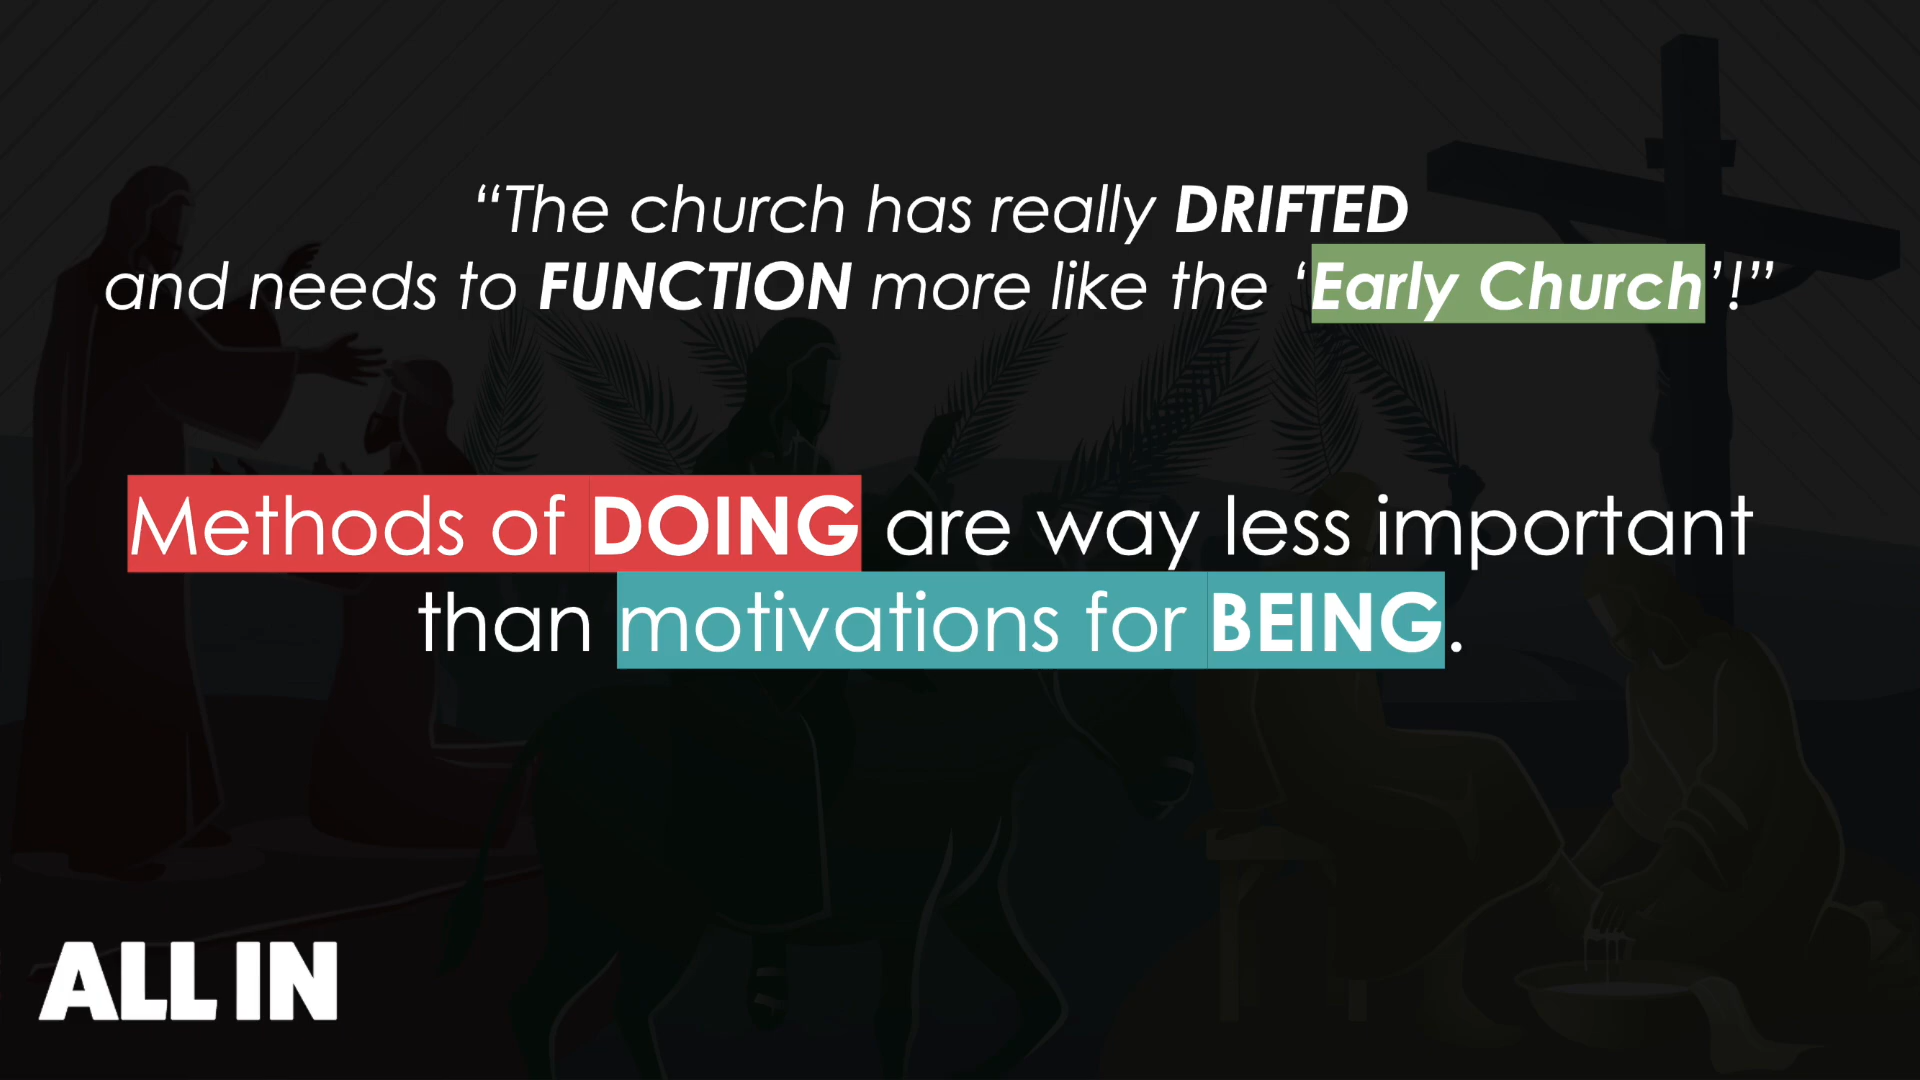 “The church has really DRIFTED
and needs to FUNCTION more like the ‘Early Church’!”
Methods of DOING are way less important
than motivations for BEING.
ALL IN